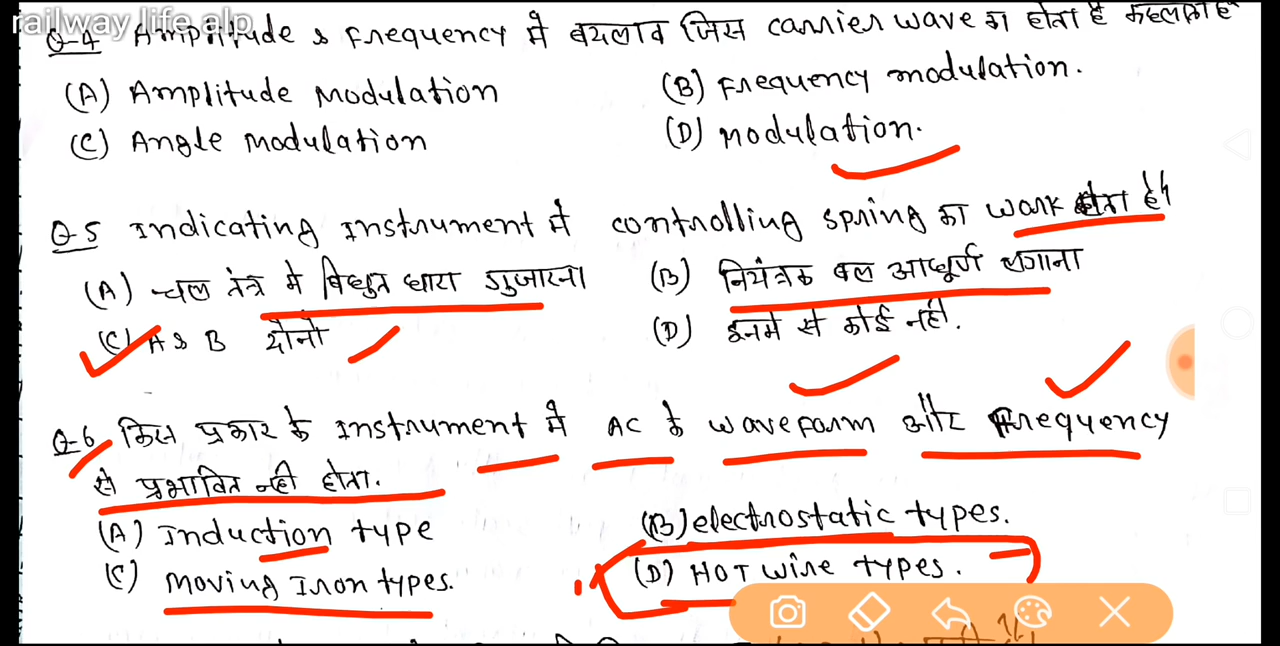 railway life alp
Q-4 Amplitude & Frequency में बदलाव जिस carrier wave का होता है कहलाता है
(A) Amplitude Modulation (B) Frequency modulation.
(C) Angle modulation (D) Modulation.
Q-5 Indicating Instrument में controlling spring का work होता है।
(A) चल तंत्र में विधुत धारा गुजारना (B) नियंत्रक बल आधूर्ण लगाना
(C) A & B दोनो (D) इनमे से कोई नही.
Q-6 किस प्रकार के Instrument में AC के waveform और Frequency
से प्रभावित नही होता.
(A) Induction type (B) electrostatic types.
(C) Moving Iron types. (D) HOT wire types.